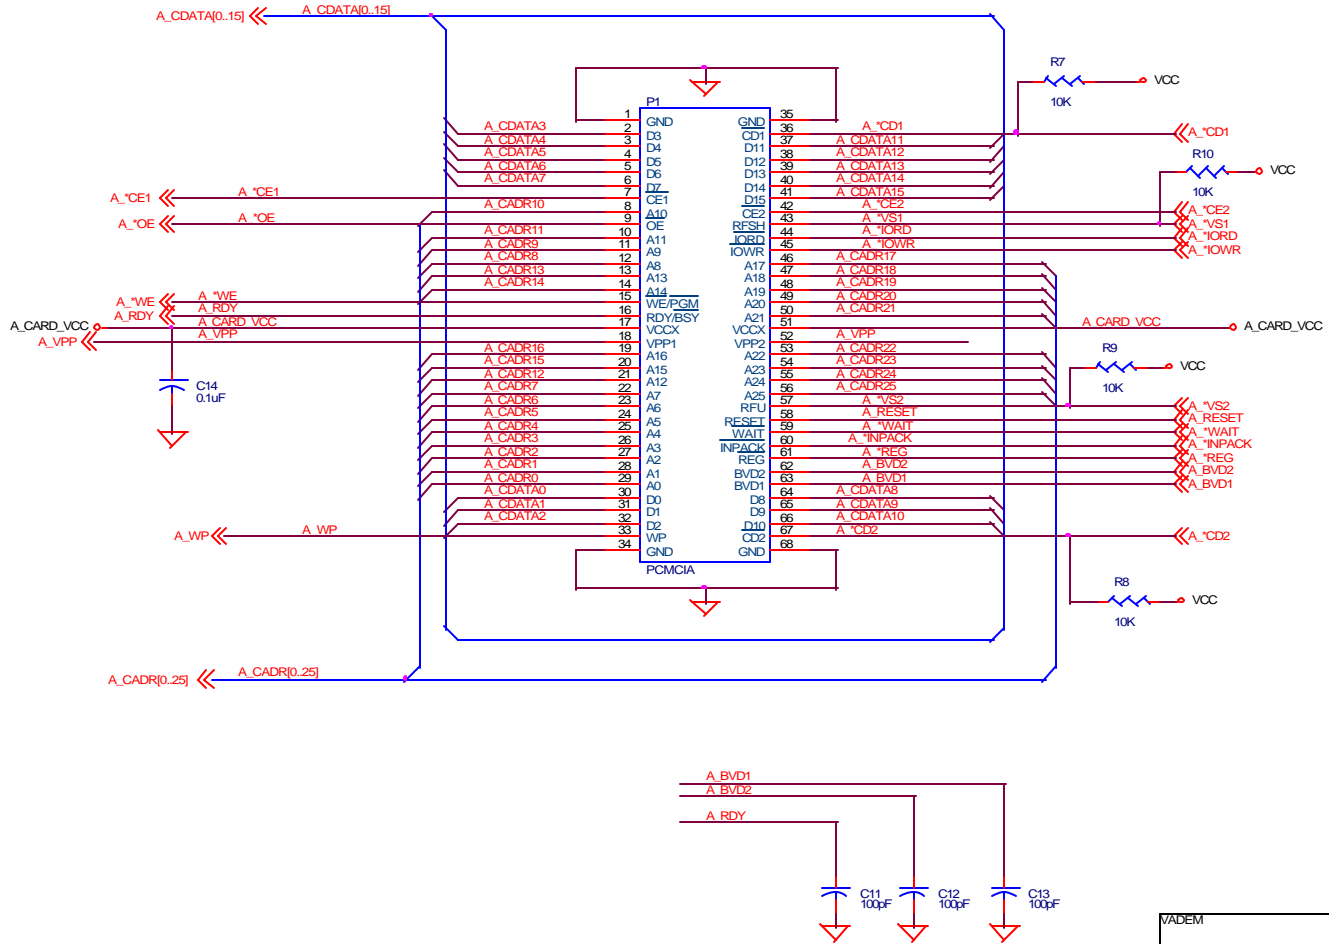 A_CDATA[0..15] A_CDATA[0..15]
R7
VCC
10K
P1
1 GND GND 35
A_CDATA3 2 D3 CD1 36 A_*CD1 A_*CD1
A_CDATA4 3 D4 D11 37 A_CDATA11
A_CDATA5 4 D5 D12 38 A_CDATA12
R10
A_CDATA6 5 D6 D13 39 A_CDATA13
VCC
A_CDATA7 6 D7 D14 40 A_CDATA14
10K
A_*CE1 A_*CE1 7 CE1 D15 41 A_CDATA15
A_CADR10 8 A10 CE2 42 A_*CE2 A_*CE2
A_*OE A_*OE 9 OE RFSH 43 A_*VS1 A_*VS1
A_CADR11 10 A11 IORD 44 A_*IORD A_*IORD
A_CADR9 11 A9 IOWR 45 A_*IOWR A_*IOWR
A_CADR8 12 A8 A17 46 A_CADR17
A_CADR13 13 A13 A18 47 A_CADR18
A_CADR14 14 A14 A19 48 A_CADR19
A_*WE A_*WE 15 WE/PGM A20 49 A_CADR20
A_RDY A_RDY 16 RDY/BSY A21 50 A_CADR21
A_CARD_VCC A_CARD_VCC 17 VCCX VCCX 51 A_CARD_VCC A_CARD_VCC
A_VPP A_VPP 18 VPP1 VPP2 52 A_VPP
A_CADR16 19 A16 A22 53 A_CADR22
R9
A_CADR15 20 A15 A23 54 A_CADR23
VCC
A_CADR12 21 A12 A24 55 A_CADR24
C14
0.1uF
10K
A_CADR7 22 A7 A25 56 A_CADR25
A_CADR6 23 A6 RFU 57 A_*VS2 A_*VS2
A_CADR5 24 A5 RESET 58 A_RESET A_RESET
A_CADR4 25 A4 WAIT 59 A_*WAIT A_*WAIT
A_CADR3 26 A3 INPACK 60 A_*INPACK A_*INPACK
A_CADR2 27 A2 REG 61 A_*REG A_*REG
A_CADR1 28 A1 BVD2 62 A_BVD2 A_BVD2
A_CADR0 29 A0 BVD1 63 A_BVD1 A_BVD1
A_CDATA0 30 D0 D8 64 A_CDATA8
A_CDATA1 31 D1 D9 65 A_CDATA9
A_CDATA2 32 D2 D10 66 A_CDATA10
A_WP A_WP 33 WP CD2 67 A_*CD2 A_*CD2
34 GND GND 68
PCMCIA
R8
VCC
10K
A_CADR[0..25] A_CADR[0..25]
A_BVD1
A_BVD2
A_RDY
C11 C12 C13
100pF 100pF 100pF
VADEM